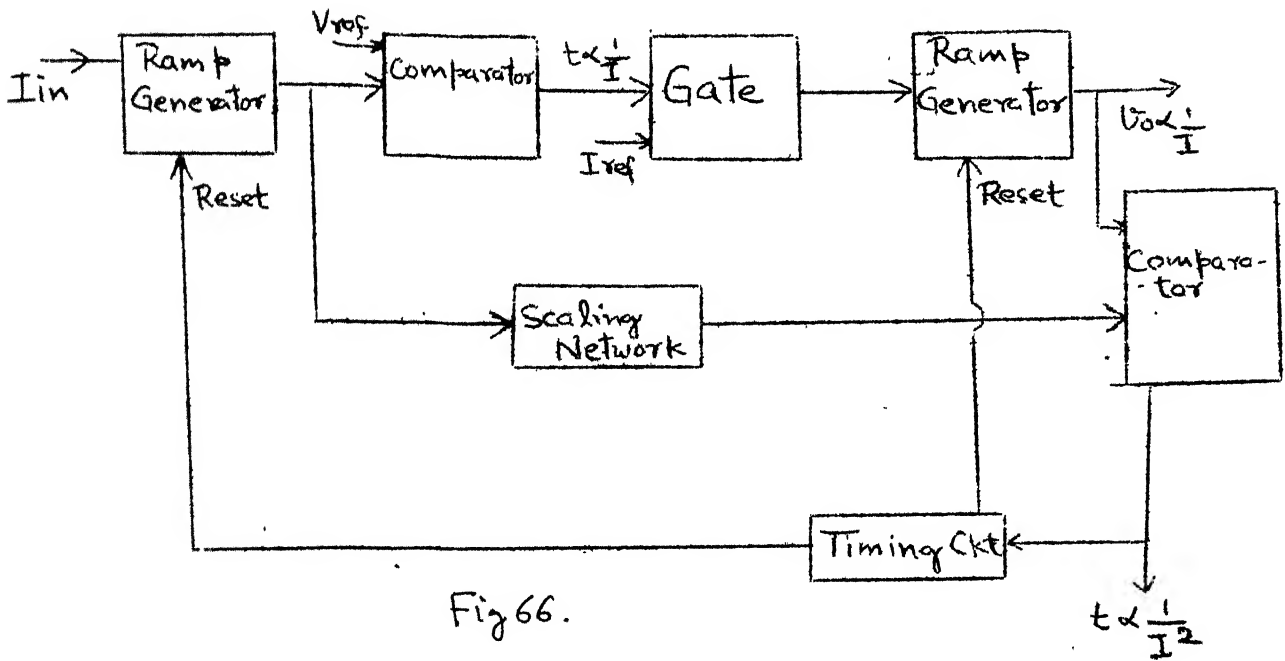 Iin
Ramp
Generator
Reset
Vref
Comparator
t∝1/I
Iref
Gate
Ramp
Generator
Reset
Vo∝1/I
Compara-
-tor
Scaling
Network
Timing Ckt
t∝1/I²
Fig 66.